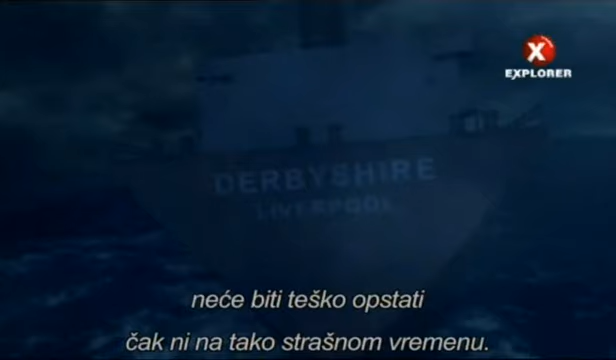 X
EXPLORER
DERBYSHIRE
LIVERPOOL
neće biti teško opstati
čak ni na tako strašnom vremenu.